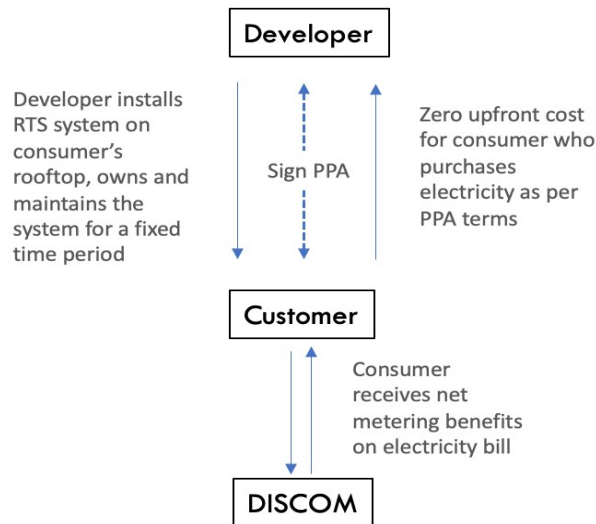 Developer
Developer installs
RTS system on
consumer's
rooftop, owns and
maintains the
system for a fixed
time period
Sign PPA
Zero upfront cost
for consumer who
purchases
electricity as per
PPA terms
Customer
Consumer
receives net
metering benefits
on electricity bill
DISCOM